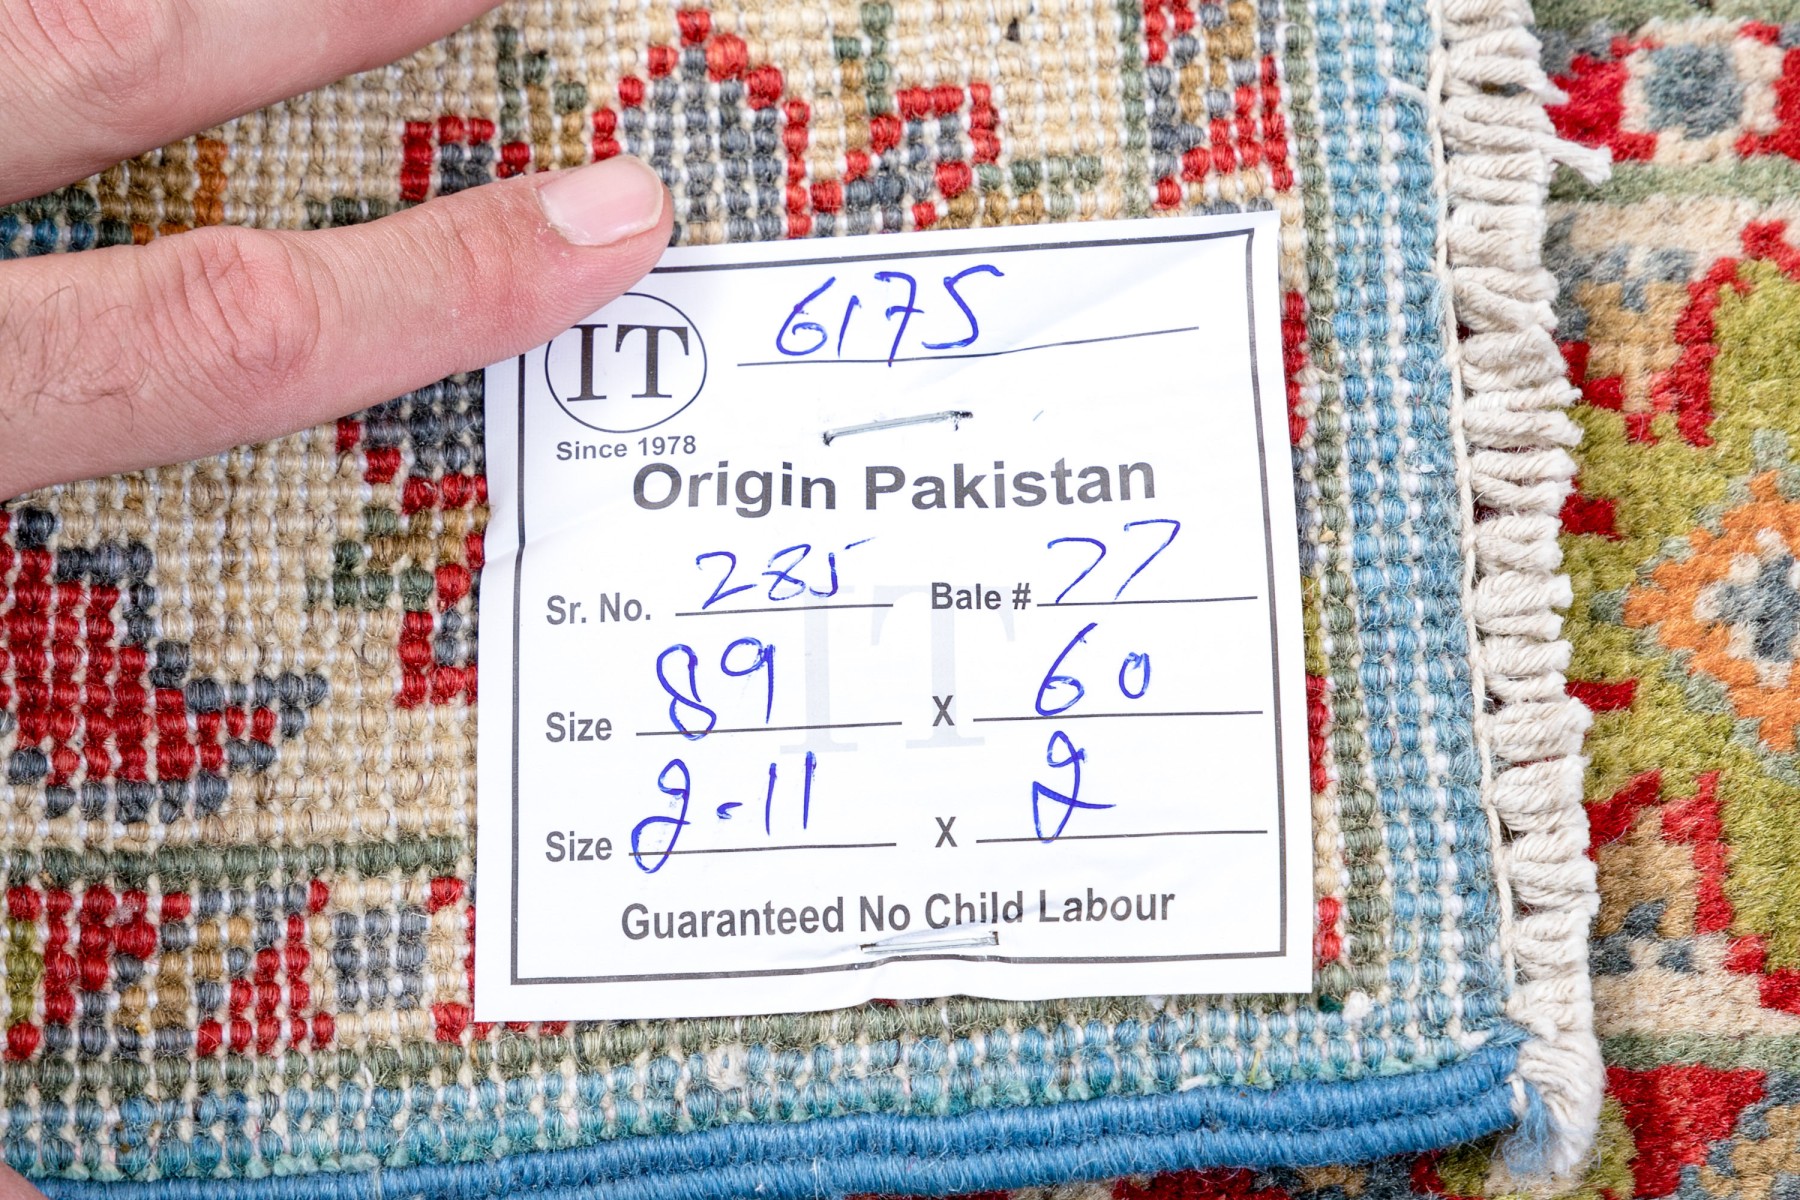 6175
IT
Since 1978
Origin Pakistan
Sr. No. 285 Bale # 77
Size 89 X 60
Size 2-11 X 2
Guaranteed No Child Labour